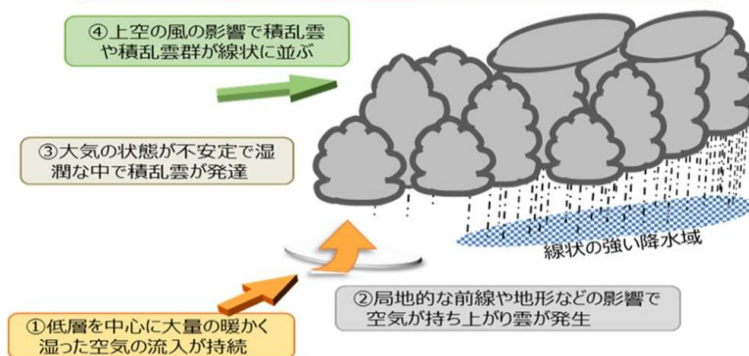 ④上空の風の影響で積乱雲
や積乱雲群が線状に並ぶ
③大気の状態が不安定で湿
潤な中で積乱雲が発達
線状の強い降水域
②局地的な前線や地形などの影響で
空気が持ち上がり雲が発生
①低層を中心に大量の暖かく
湿った空気の流入が持続